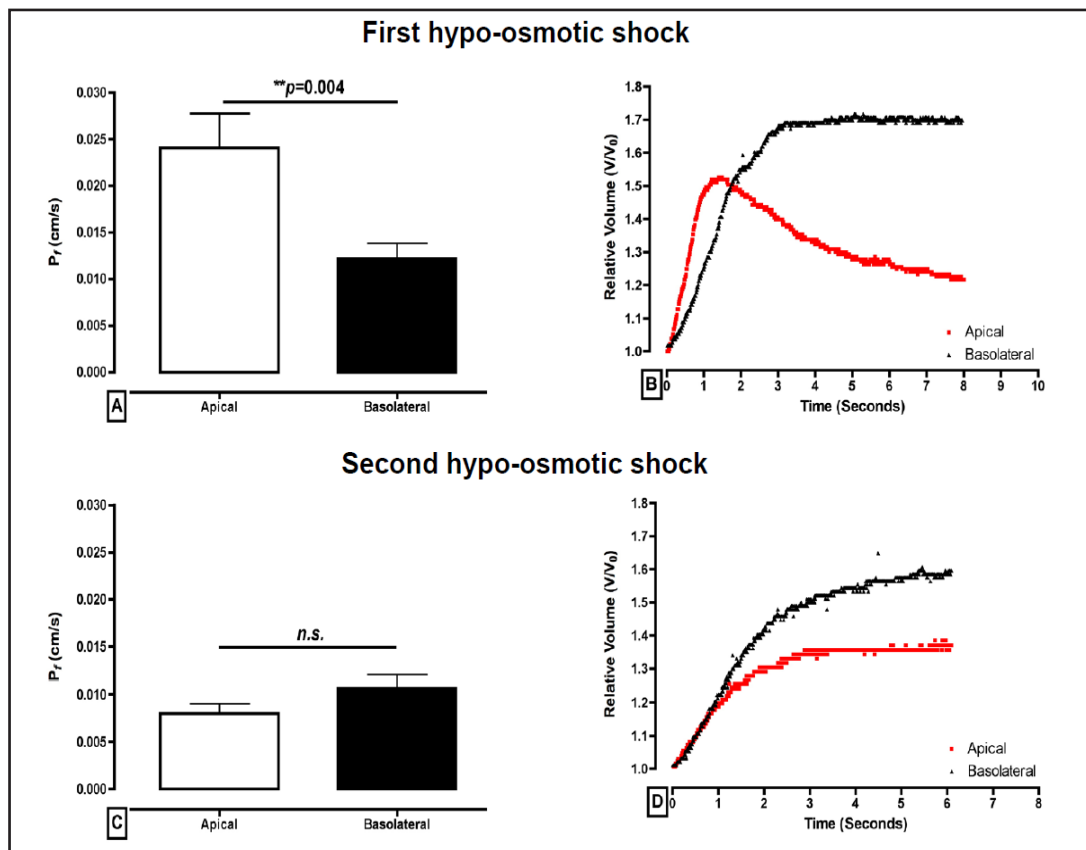 First hypo-osmotic shock
**p=0.004
0.030
0.025
0.020
0.015
0.010
0.005
0.000
Pf (cm/s)
A
Apical
Basolateral
1.8
1.7
1.6
1.5
1.4
1.3
1.2
1.1
1.0
Relative Volume (V/V0)
Apical
Basolateral
B
0 1 2 3 4 5 6 7 8 9 10
Time (Seconds)
Second hypo-osmotic shock
n.s.
0.030
0.025
0.020
0.015
0.010
0.005
0.000
Pf (cm/s)
C
Apical
Basolateral
1.8
1.7
1.6
1.5
1.4
1.3
1.2
1.1
1.0
Relative Volume (V/V0)
Apical
Basolateral
D
0 1 2 3 4 5 6 7 8
Time (Seconds)